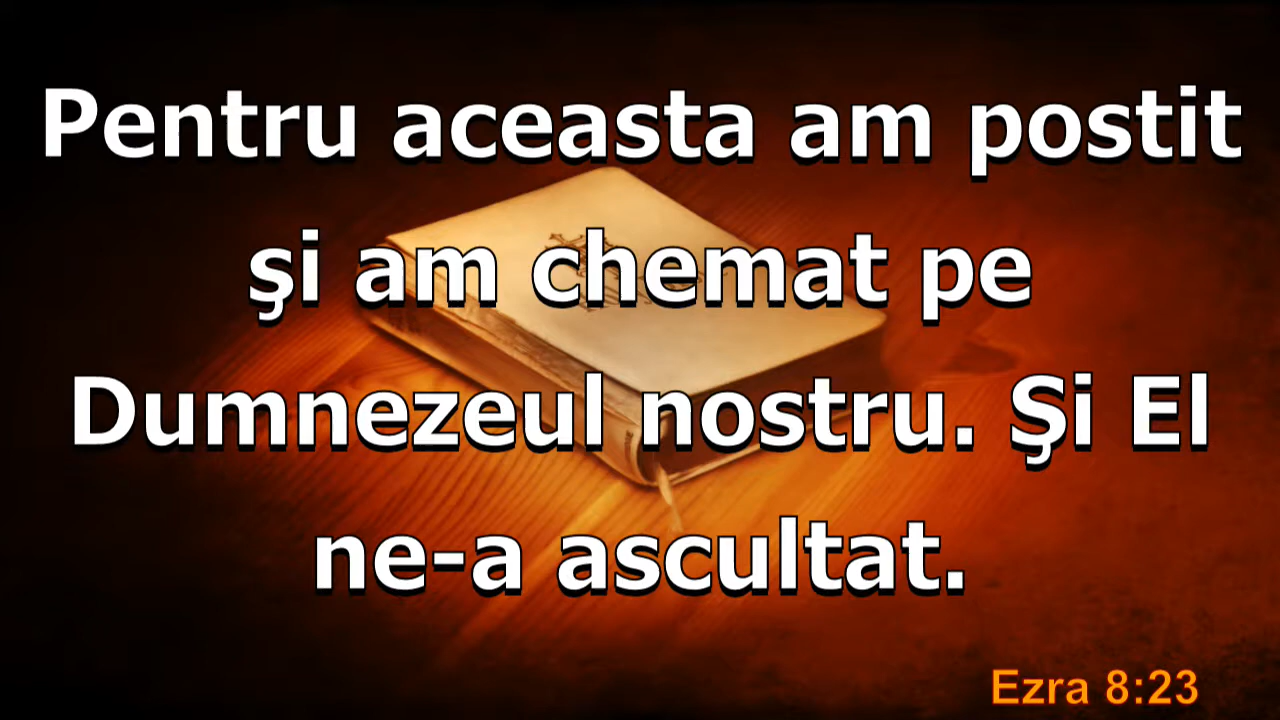 Pentru aceasta am postit
şi am chemat pe
Dumnezeul nostru. Şi El
ne-a ascultat.
Ezra 8:23